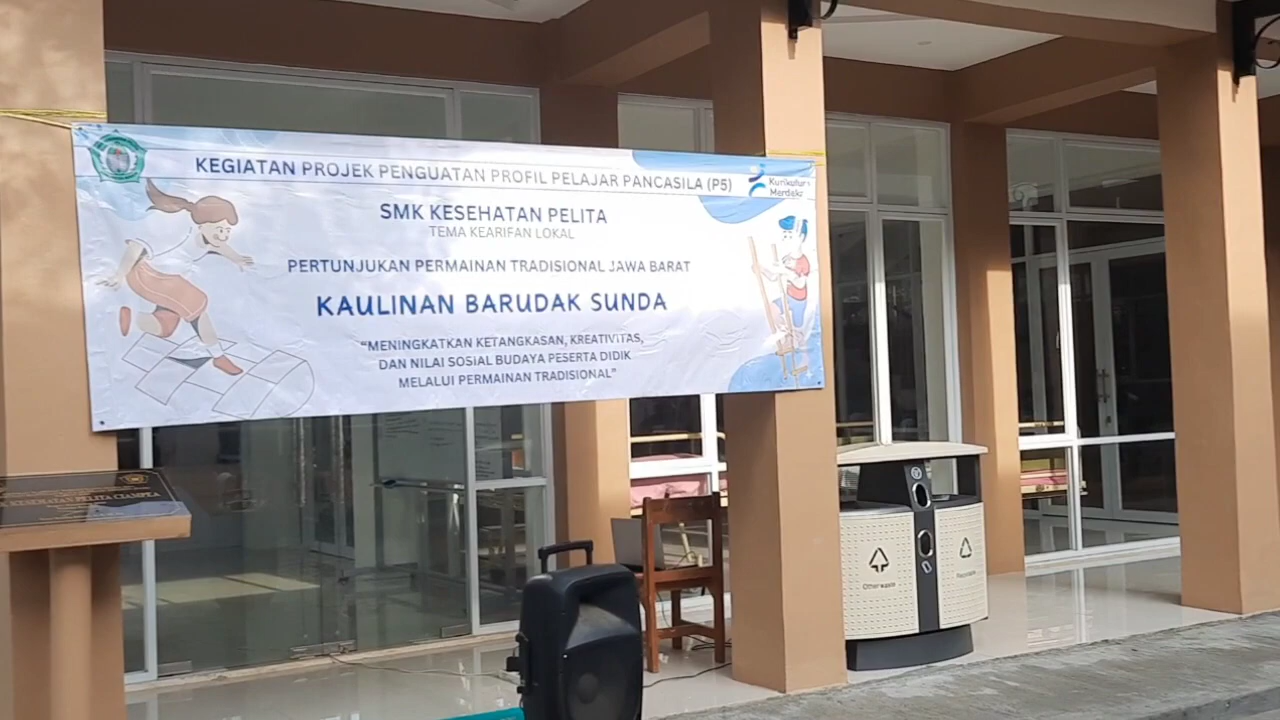 KEGIATAN PROJEK PENGUATAN PROFIL PELAJAR PANCASILA (P5)
Kurikulum
Merdeka
SMK KESEHATAN PELITA
TEMA KEARIFAN LOKAL
PERTUNJUKAN PERMAINAN TRADISIONAL JAWA BARAT
KAULINAN BARUDAK SUNDA
"MENINGKATKAN KETANGKASAN, KREATIVITAS,
DAN NILAI SOSIAL BUDAYA PESERTA DIDIK
MELALUI PERMAINAN TRADISIONAL"
KESEHATAN PELITA CIAMPEA
Other waste
Recyclable